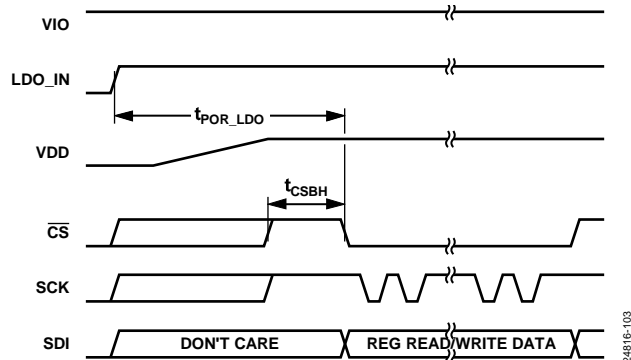 VIO
LDO_IN
tPOR_LDO
VDD
tCSBH
CS
SCK
SDI
DON'T CARE
REG READ/WRITE DATA
24816-103